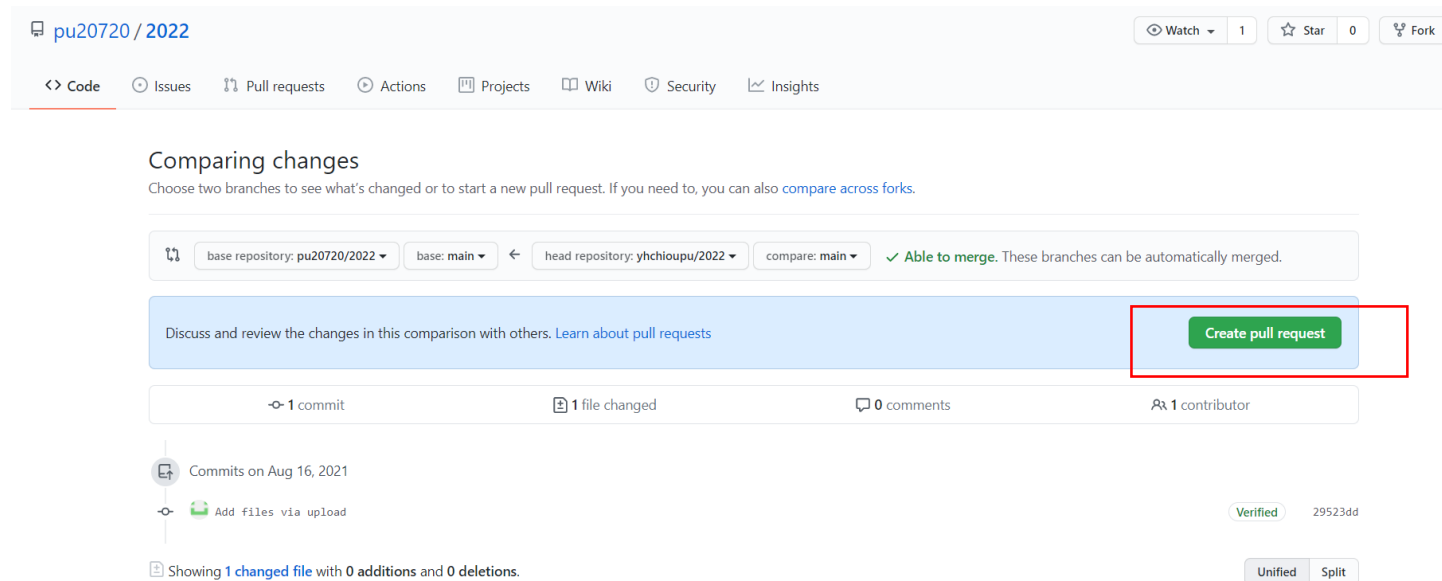 pu20720 / 2022
Watch 1 Star 0 Fork
Code Issues Pull requests Actions Projects Wiki Security Insights
Comparing changes
Choose two branches to see what's changed or to start a new pull request. If you need to, you can also compare across forks.
base repository: pu20720/2022 base: main head repository: yhchioupu/2022 compare: main Able to merge. These branches can be automatically merged.
Discuss and review the changes in this comparison with others. Learn about pull requests Create pull request
1 commit 1 file changed 0 comments 1 contributor
Commits on Aug 16, 2021
Add files via upload Verified 29523dd
Showing 1 changed file with 0 additions and 0 deletions. Unified Split